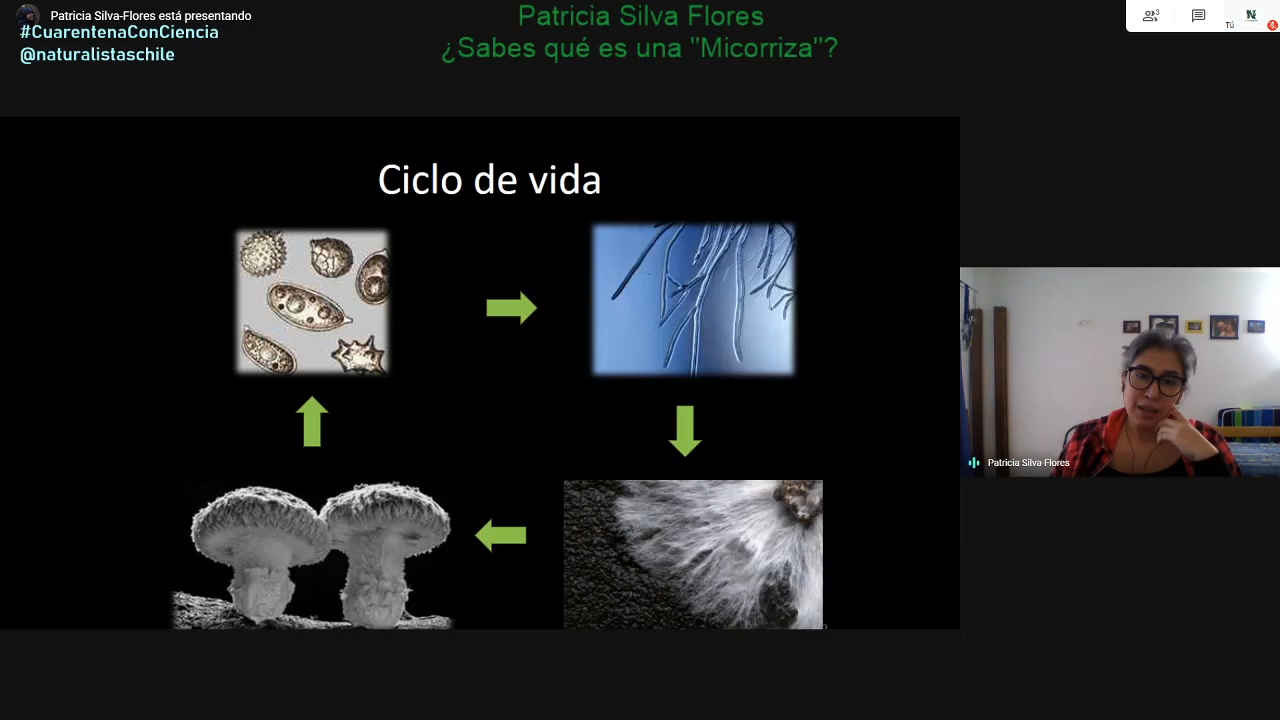 Patricia Silva-Flores está presentando
#CuarentenaConCiencia
@naturalistaschile
Patricia Silva Flores
¿Sabes qué es una "Micorriza"?
3
Tú
N
Ciclo de vida
Patricia Silva-Flores